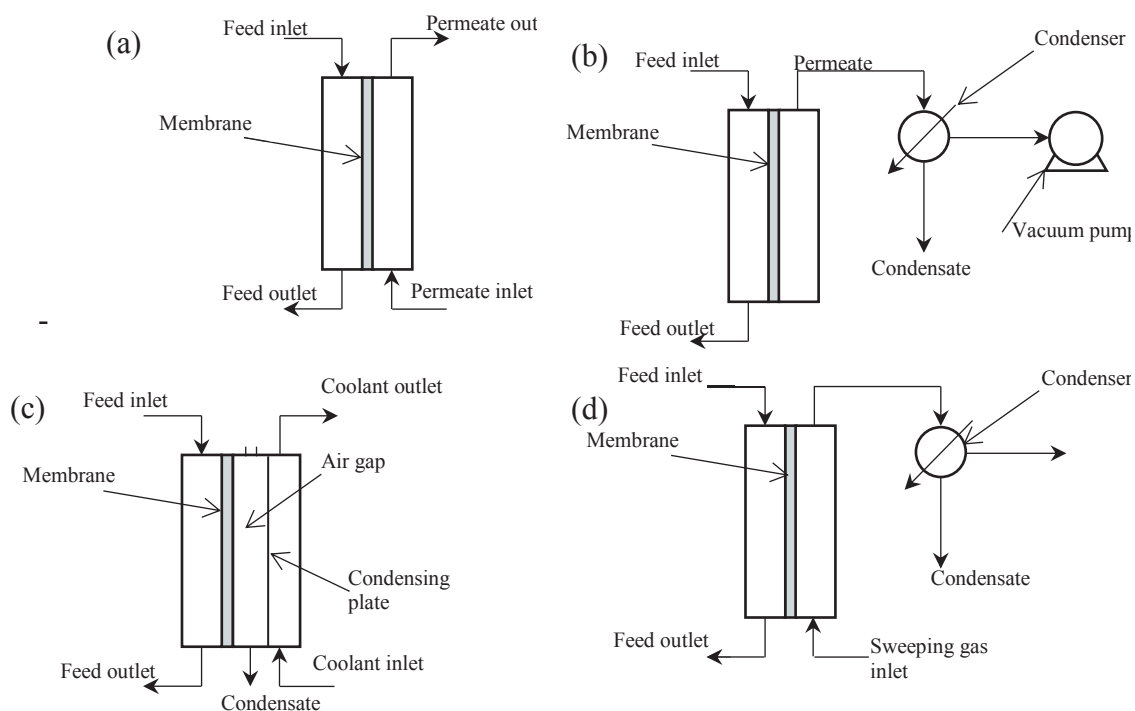 (a)
Feed inlet
Permeate out
Membrane
Feed outlet
Permeate inlet
-
(b)
Feed inlet
Permeate
Condenser
Membrane
Vacuum pump
Condensate
Feed outlet
(c)
Feed inlet
Coolant outlet
Membrane
Air gap
Condensing
plate
Feed outlet
Coolant inlet
Condensate
(d)
Feed inlet
Condenser
Membrane
Condensate
Feed outlet
Sweeping gas
inlet